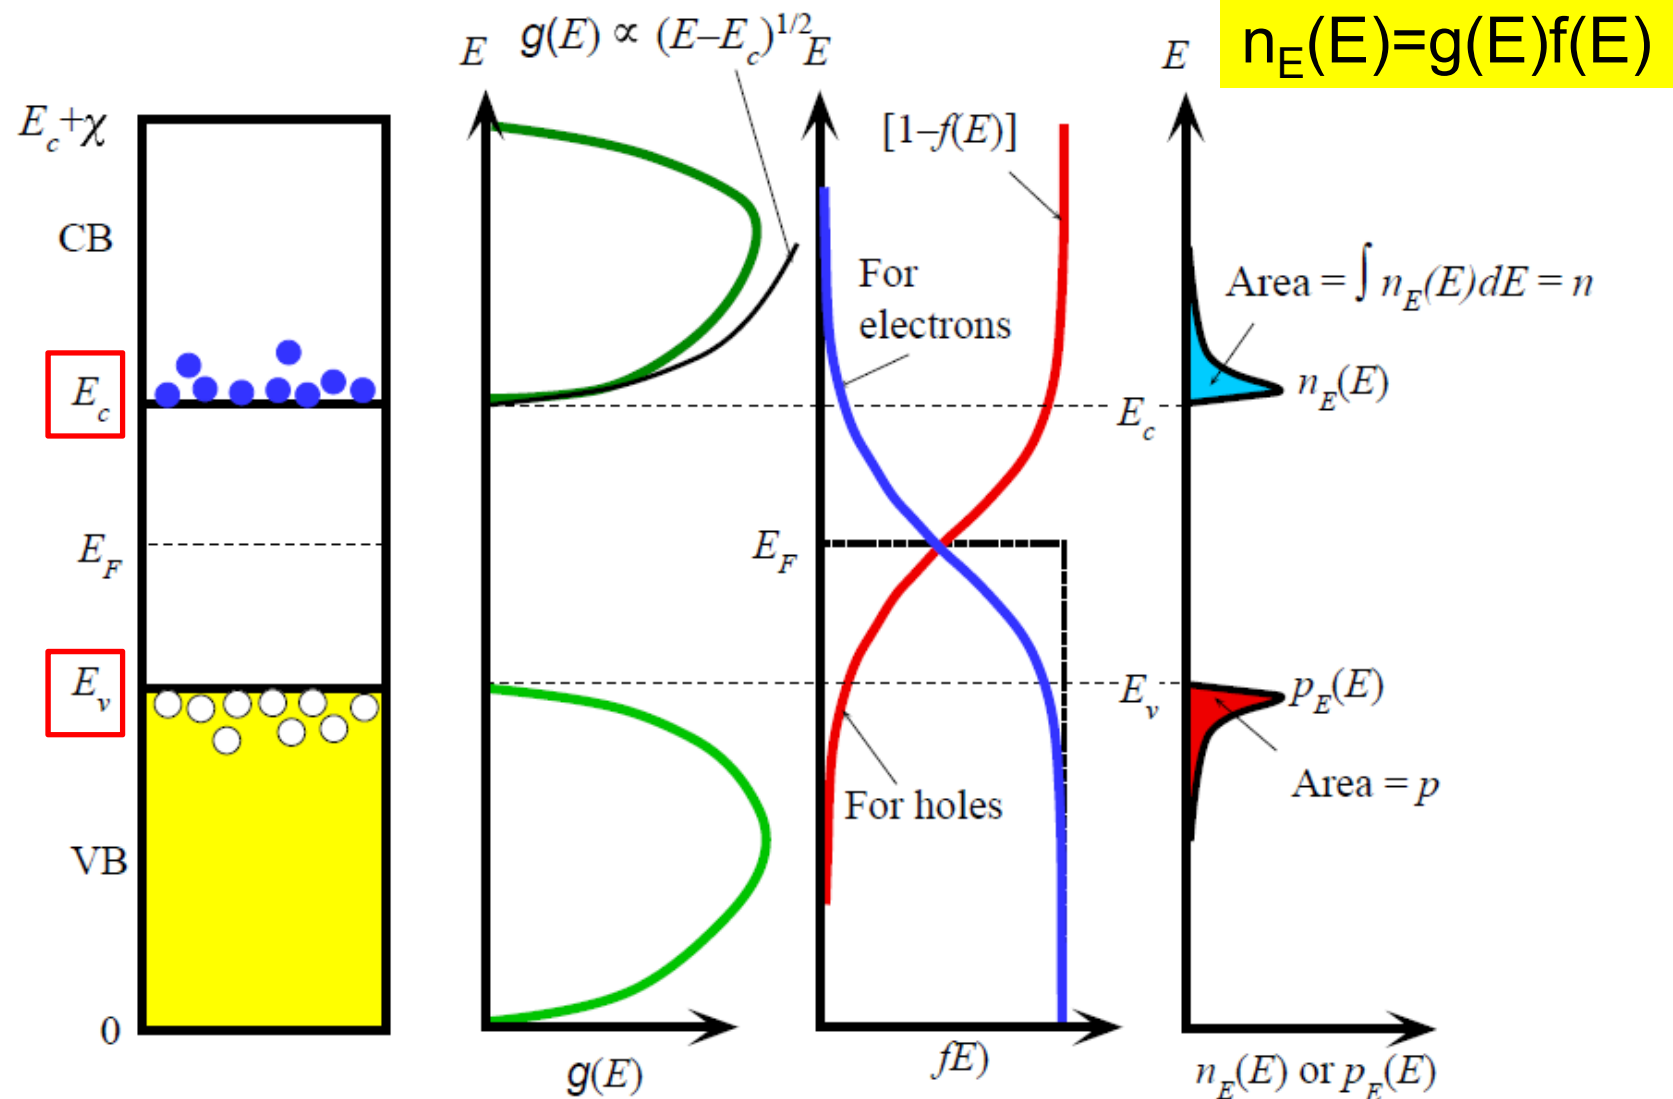 n_E(E)=g(E)f(E)
g(E) ∝ (E–E_c)^1/2
E
E
E
E_c+χ
CB
E_c
E_F
E_v
VB
0
g(E)
[1–f(E)]
For
electrons
E_F
For holes
fE)
E_c
E_v
Area = ∫ n_E(E)dE = n
n_E(E)
p_E(E)
Area = p
n_E(E) or p_E(E)